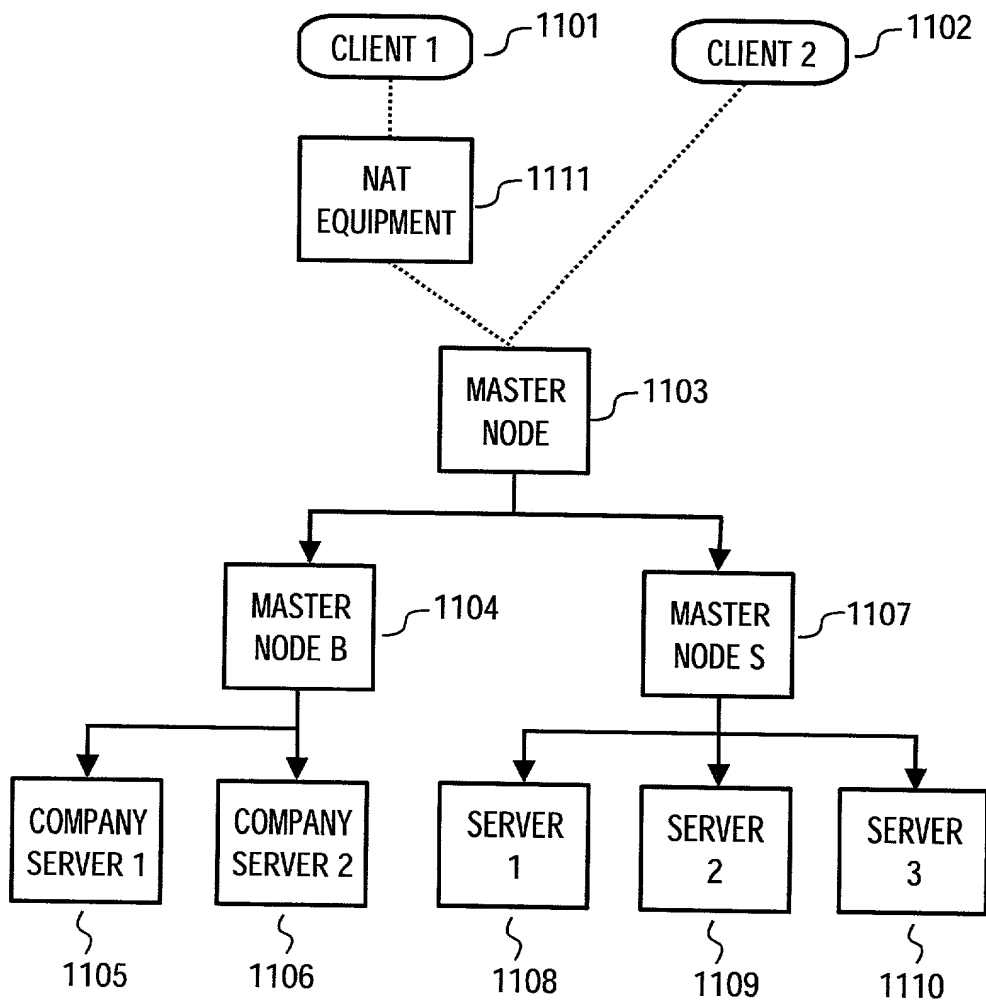 CLIENT 1
1101
CLIENT 2
1102
NAT
EQUIPMENT
1111
MASTER
NODE
1103
MASTER
NODE B
1104
MASTER
NODE S
1107
COMPANY
SERVER 1
COMPANY
SERVER 2
SERVER
1
SERVER
2
SERVER
3
1105
1106
1108
1109
1110